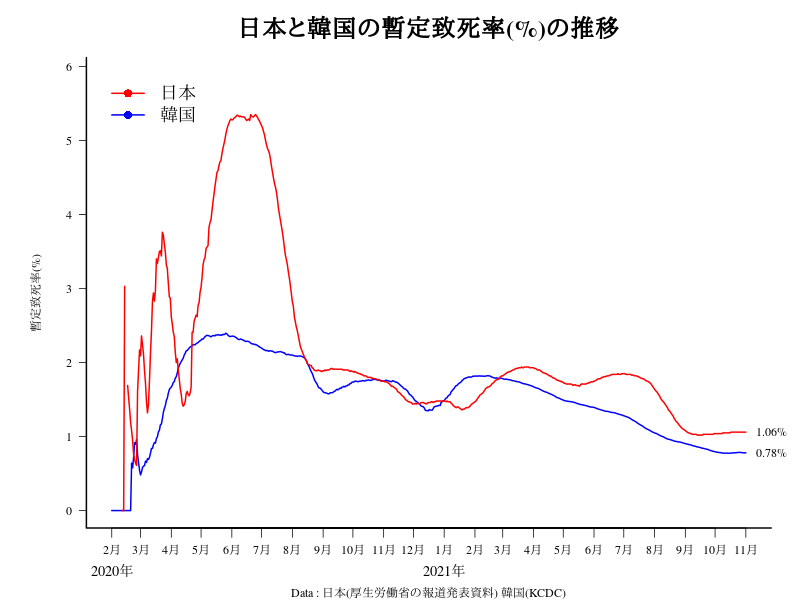 日本と韓国の暫定致死率(%)の推移
6
日本
韓国
5
4
3
2
1
0
暫定致死率(%)
1.06%
0.78%
2月 3月 4月 5月 6月 7月 8月 9月 10月 11月 12月 1月 2月 3月 4月 5月 6月 7月 8月 9月 10月 11月
2020年 2021年
Data : 日本(厚生労働省の報道発表資料) 韓国(KCDC)